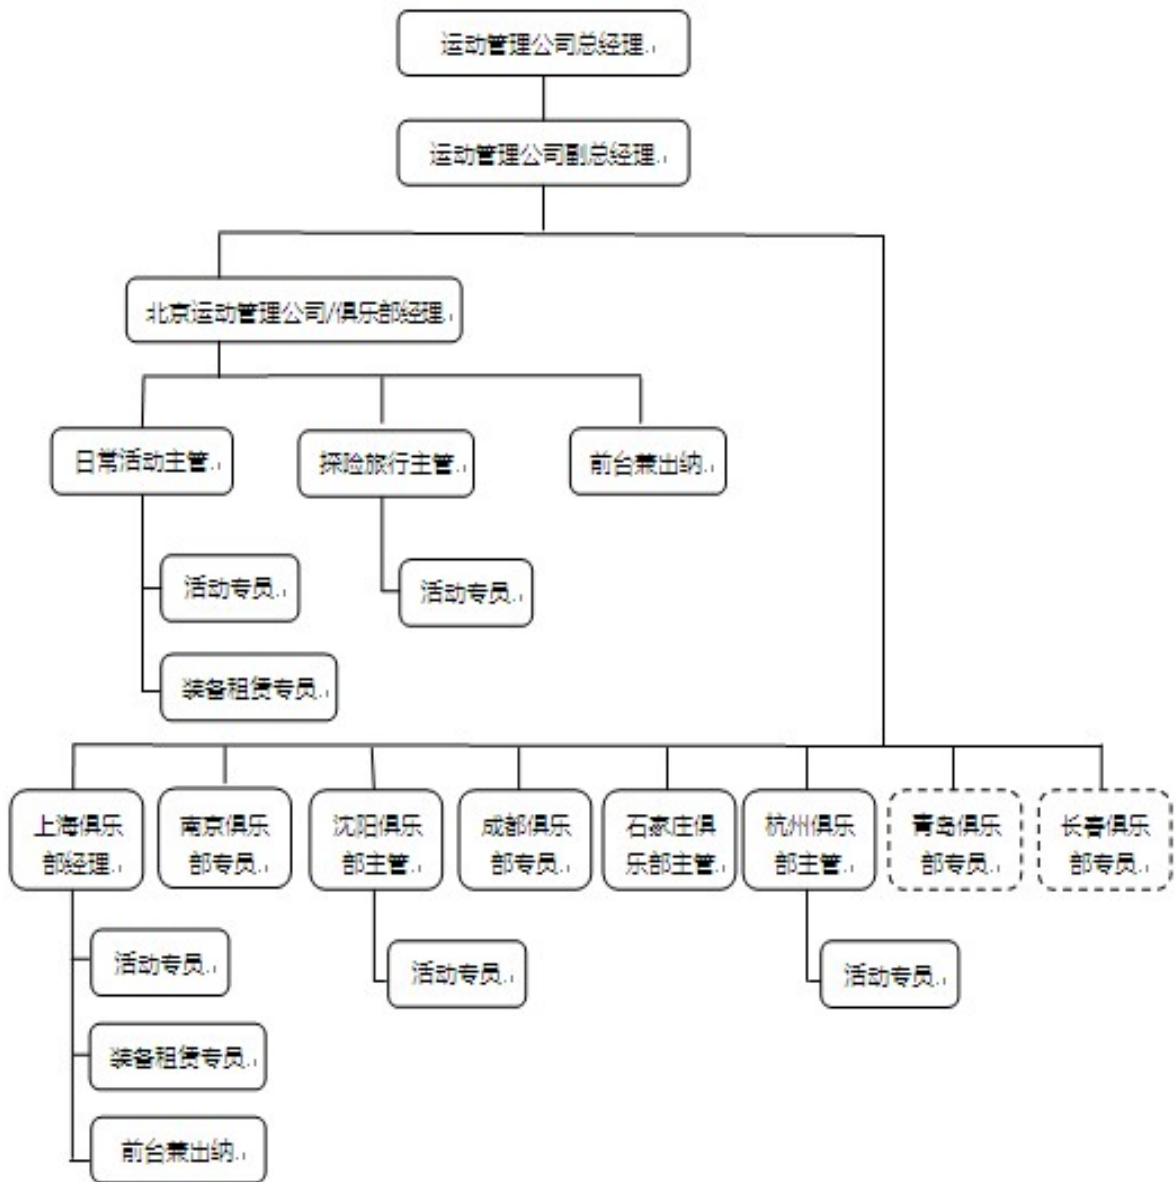 运动管理公司总经理
运动管理公司副总经理
北京运动管理公司/俱乐部经理
日常活动主管
探险旅行主管
前台兼出纳
活动专员
活动专员
装备租赁专员
上海俱乐
部经理
南京俱乐
部专员
沈阳俱乐
部主管
成都俱乐
部专员
石家庄俱
乐部主管
杭州俱乐
部主管
青岛俱乐
部专员
长春俱乐
部专员
活动专员
活动专员
活动专员
装备租赁专员
前台兼出纳